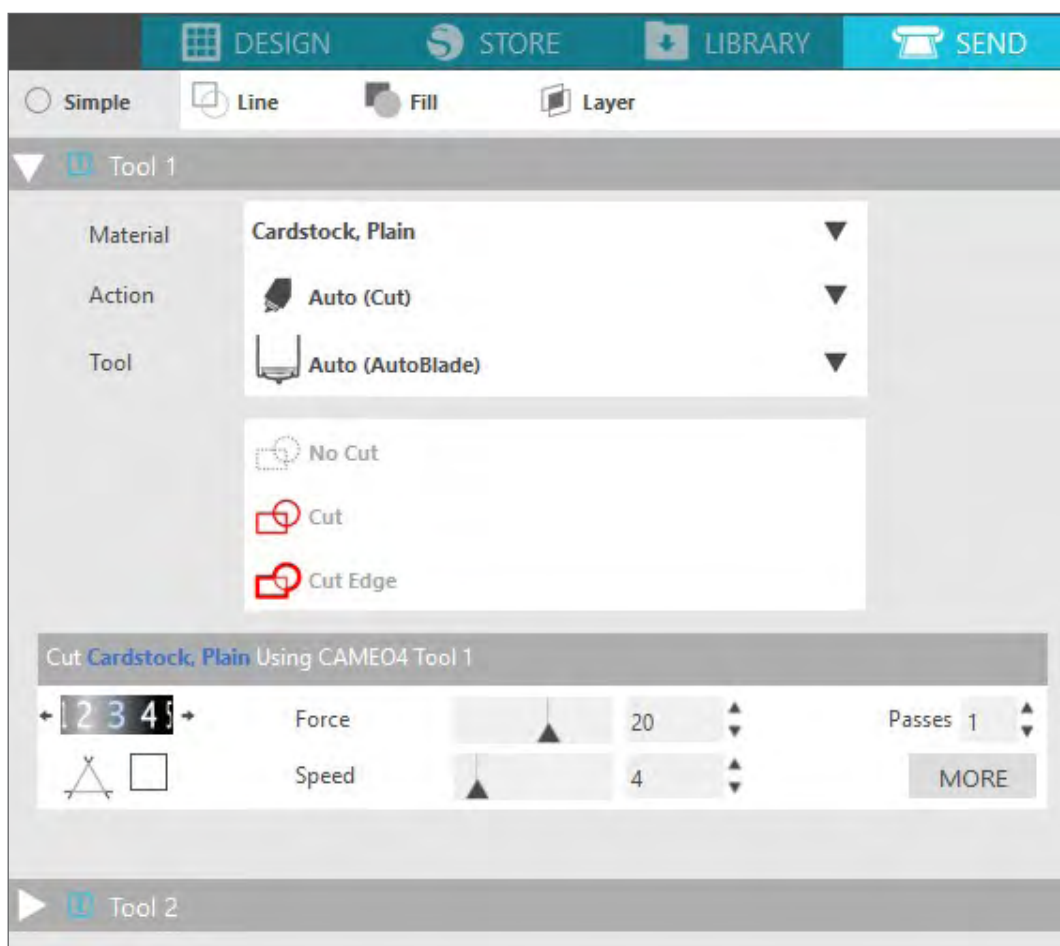 DESIGN STORE LIBRARY SEND
Simple Line Fill Layer
Tool 1
Material Cardstock, Plain
Action Auto (Cut)
Tool Auto (AutoBlade)
No Cut
Cut
Cut Edge
Cut Cardstock, Plain Using CAMEO4 Tool 1
1 2 3 4 5 Force 20 Passes 1
Speed 4 MORE
Tool 2